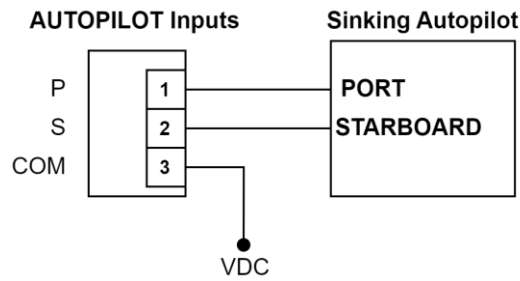 AUTOPILOT Inputs Sinking Autopilot
P 1 PORT
S 2 STARBOARD
COM 3
VDC